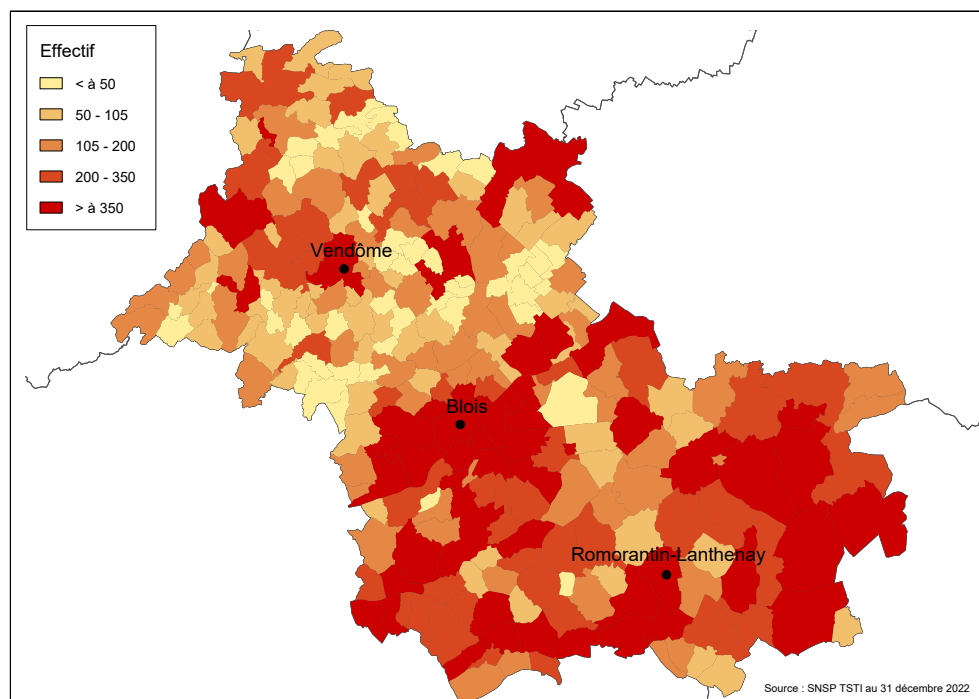 Effectif
< à 50
50 - 105
105 - 200
200 - 350
> à 350
Vendôme
Blois
Romorantin-Lanthenay
Source : SNSP TSTI au 31 décembre 2022